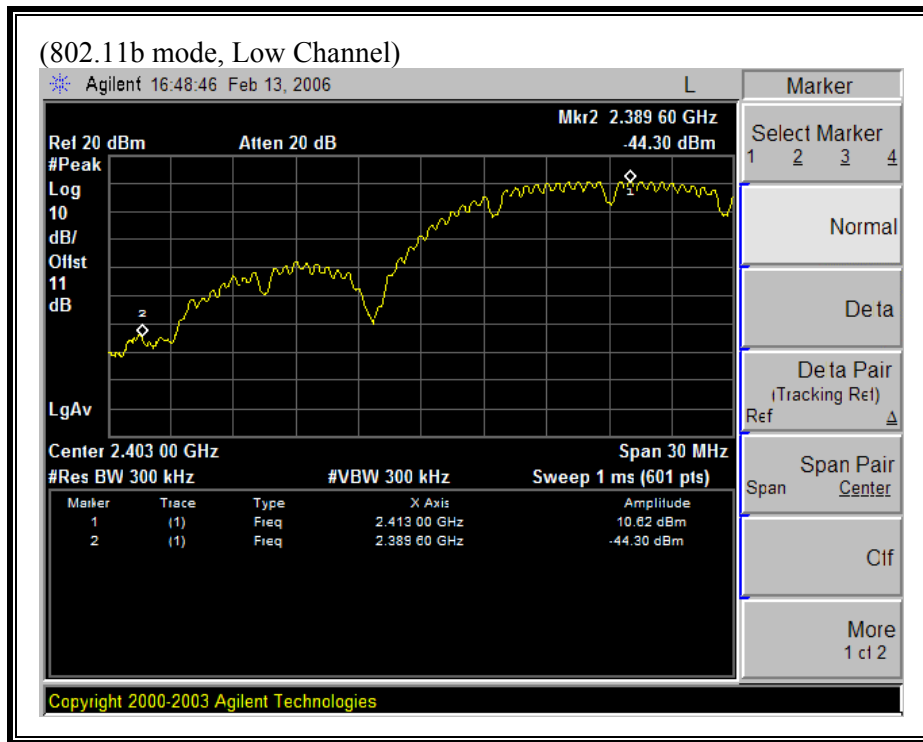 (802.11b mode, Low Channel)
Agilent 16:48:46 Feb 13, 2006 L
Mkr2 2.389 60 GHz
Ref 20 dBm Atten 20 dB -44.30 dBm
#Peak
Log
10
dB/
Offst
11
dB
LgAv
1
2
Center 2.403 00 GHz Span 30 MHz
#Res BW 300 kHz #VBW 300 kHz Sweep 1 ms (601 pts)
Marker Trace Type X Axis Amplitude
1 (1) Freq 2.413 00 GHz 10.62 dBm
2 (1) Freq 2.389 60 GHz -44.30 dBm
Copyright 2000-2003 Agilent Technologies
Marker
Select Marker
1 2 3 4
Normal
Delta
Delta Pair
(Tracking Ref)
Ref Δ
Span Pair
Span Center
Off
More
1 of 2